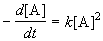 - d[A]/dt = k[A]²